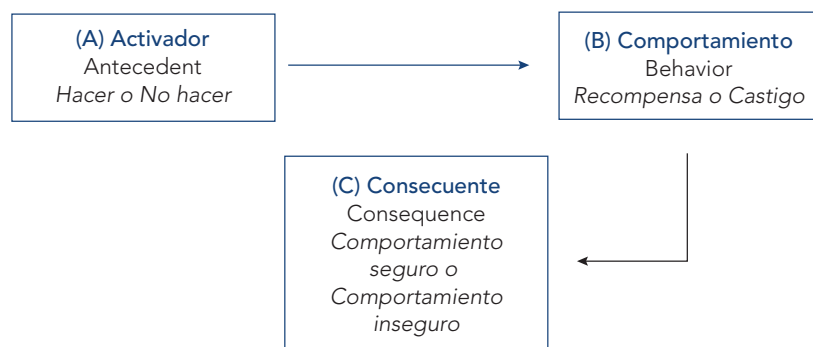 (A) Activador
Antecedent
Hacer o No hacer
(B) Comportamiento
Behavior
Recompensa o Castigo
(C) Consecuente
Consequence
Comportamiento
seguro o
Comportamiento
inseguro